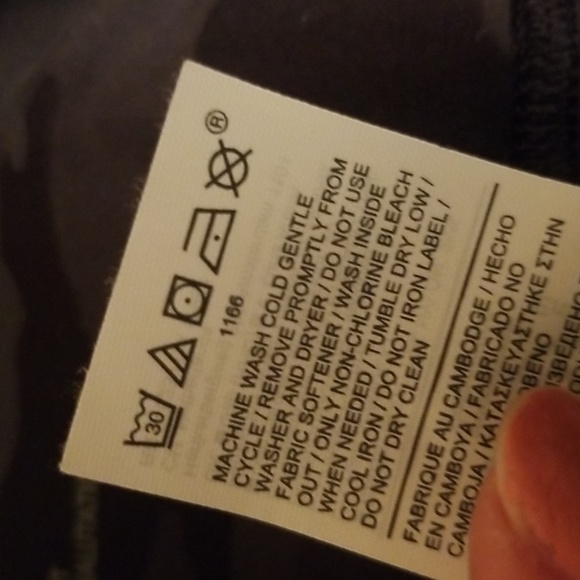 30
®
1166
MACHINE WASH COLD GENTLE
CYCLE / REMOVE PROMPTLY FROM
WASHER AND DRYER / DO NOT USE
FABRIC SOFTENER / WASH INSIDE
OUT / ONLY NON-CHLORINE BLEACH
WHEN NEEDED / TUMBLE DRY LOW /
COOL IRON / DO NOT IRON LABEL /
DO NOT DRY CLEAN
FABRIQUE AU CAMBODGE / HECHO
EN CAMBOYA / FABRICADO NO
CAMBOJA / ΚΑΤΑΣΚΕΥΑΣΤΗΚΕ ΣΤΗΝ